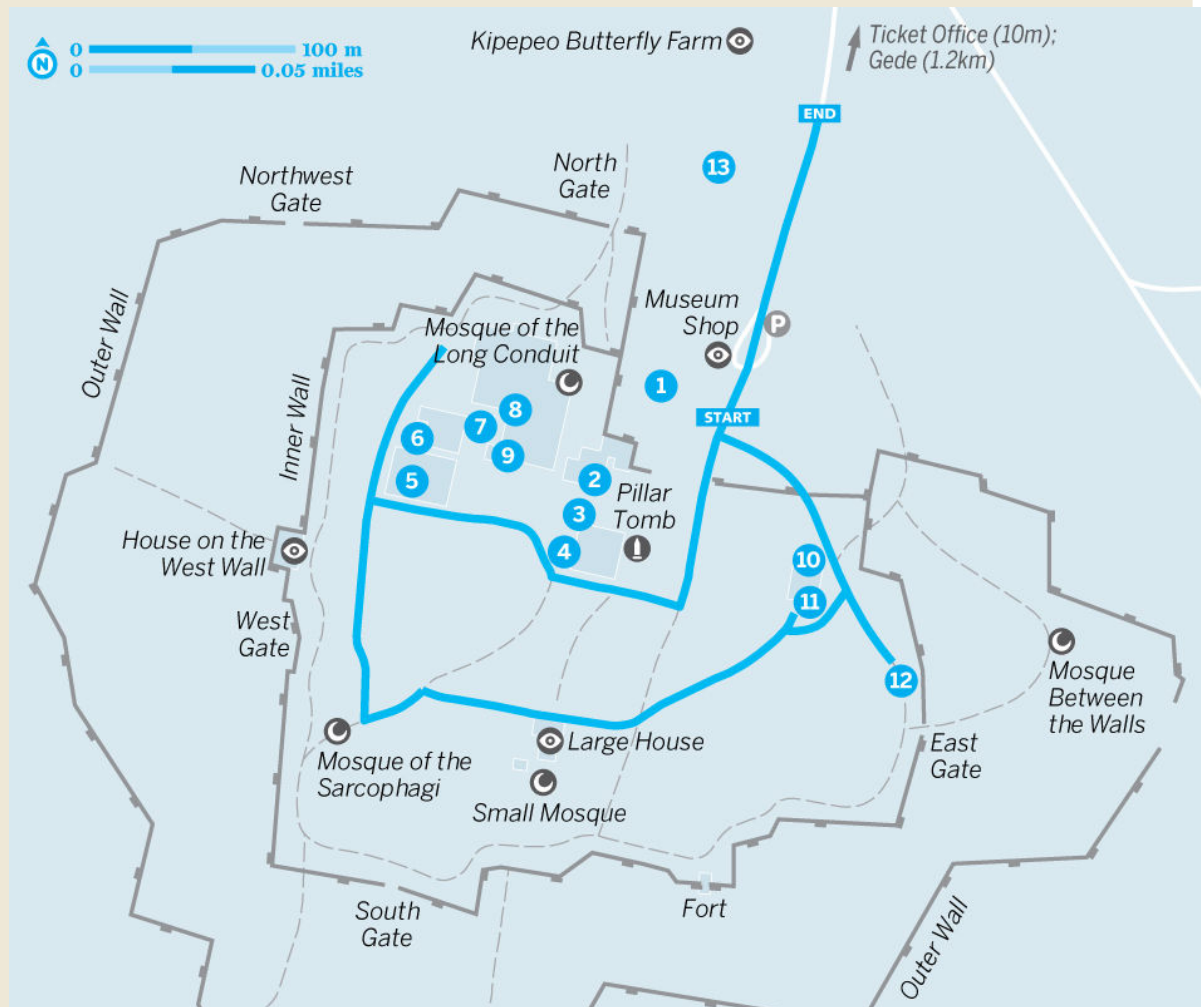 0 100 m
N
0 0.05 miles
Kipepeo Butterfly Farm
Ticket Office (10m);
Gede (1.2km)
END
13
North
Gate
Northwest
Gate
Outer Wall
Museum
Shop
P
Mosque of the
Long Conduit
1
START
Inner Wall
8
7
6
9
5
2
Pillar
Tomb
3
4
House on the
West Wall
10
11
West
Gate
12
Mosque
Between
the Walls
Mosque of the
Sarcophagi
Large House
East
Gate
Small Mosque
South
Gate
Fort
Outer Wall